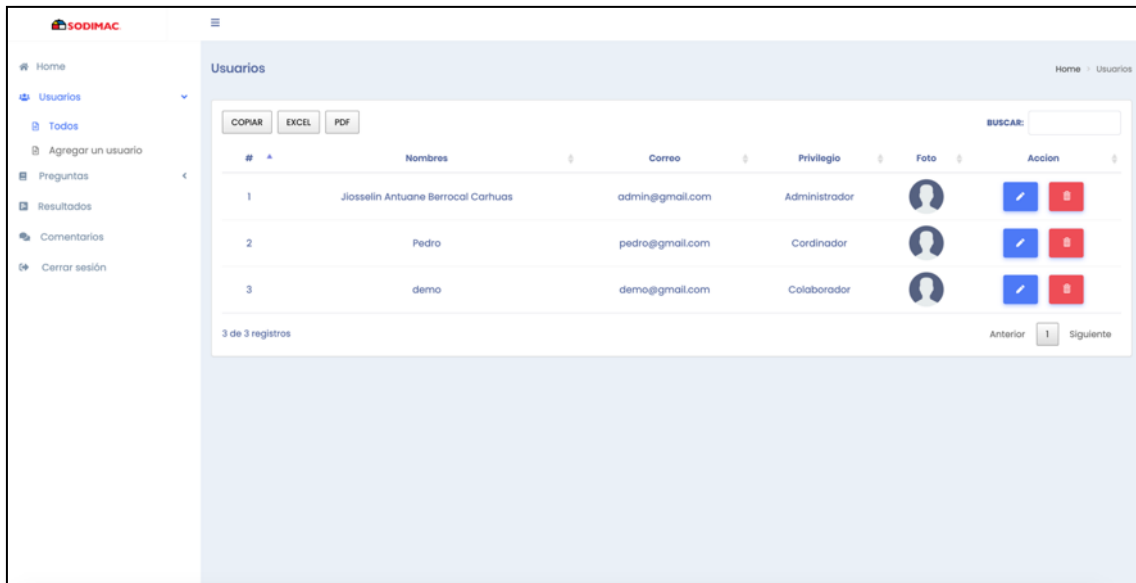 SODIMAC
Home
Usuarios
Todos
Agregar un usuario
Preguntas
Resultados
Comentarios
Cerrar sesión
Usuarios
Home > Usuarios
COPIAR EXCEL PDF BUSCAR:
# Nombres Correo Privilegio Foto Accion
1 Jiosselin Antuane Berrocal Carhuas admin@gmail.com Administrador
2 Pedro pedro@gmail.com Cordinador
3 demo demo@gmail.com Colaborador
3 de 3 registros Anterior 1 Siguiente